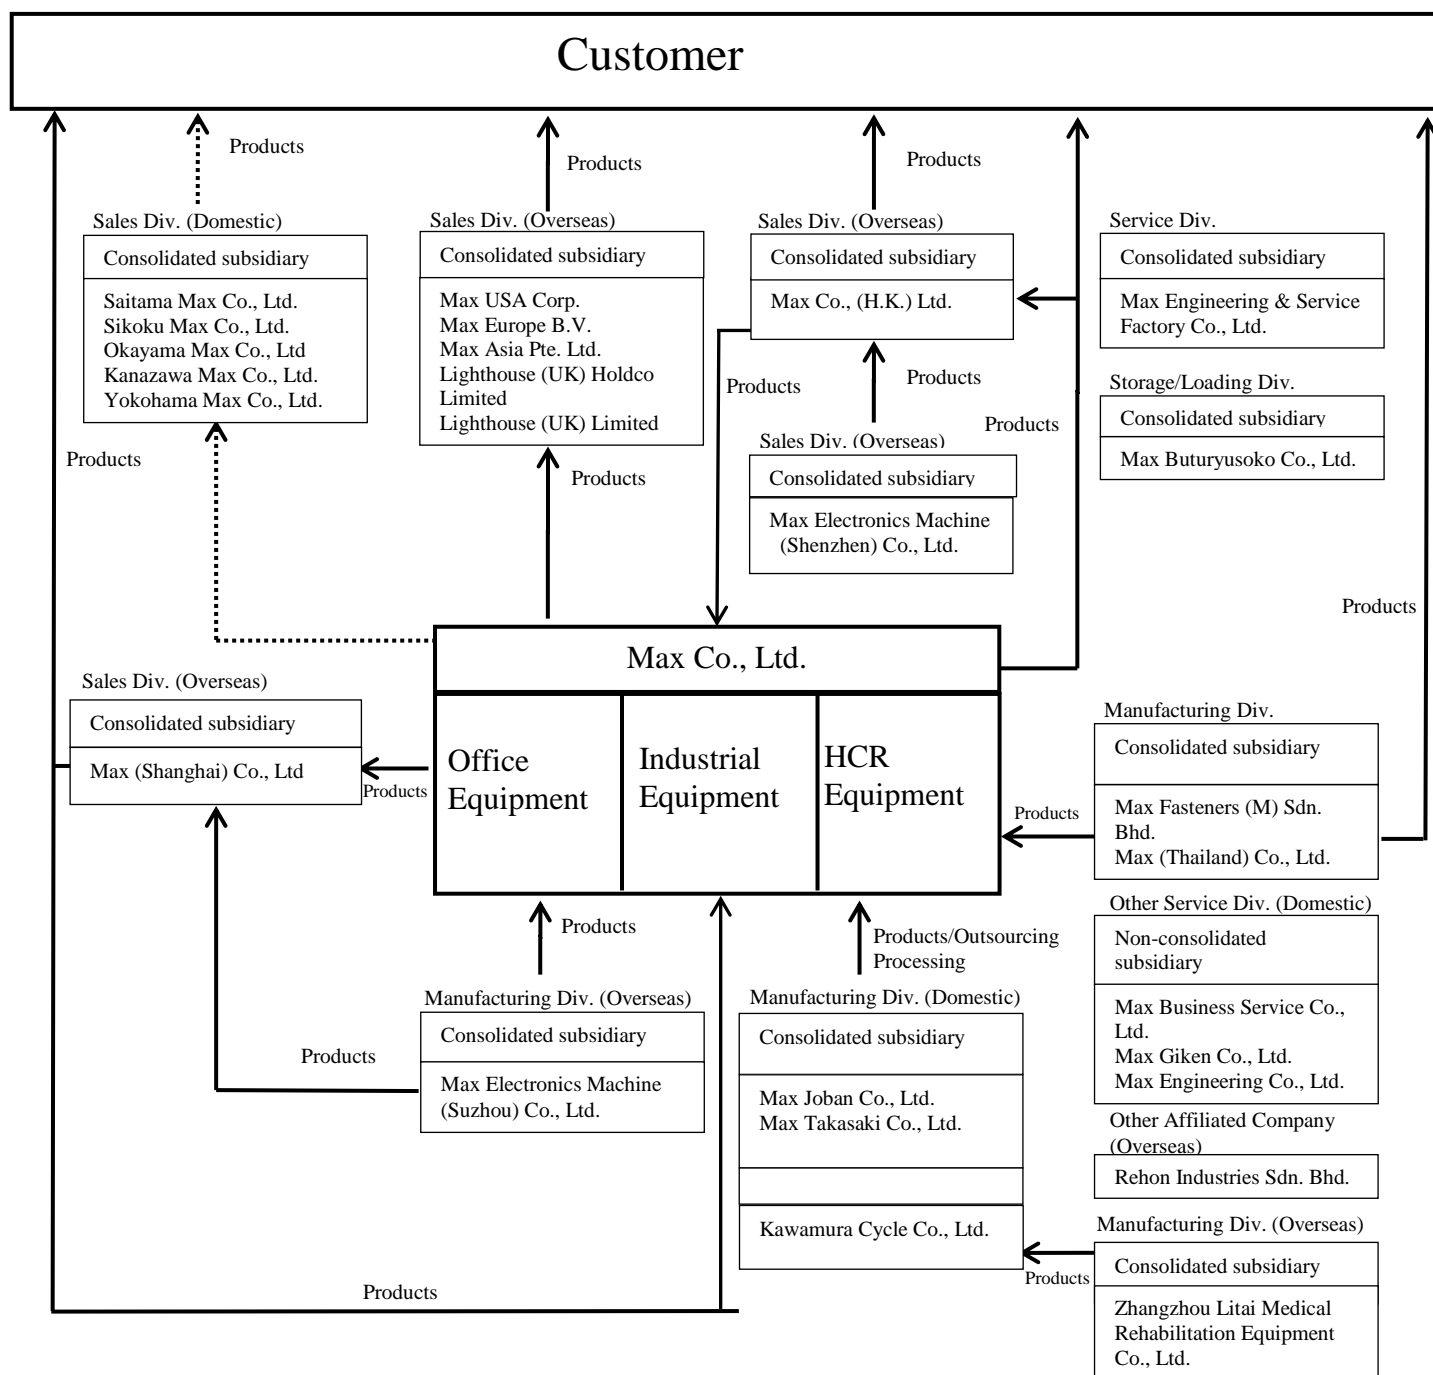 Customer
Products
Products
Products
Products
Sales Div. (Domestic)
Consolidated subsidiary
Saitama Max Co., Ltd.
Sikoku Max Co., Ltd.
Okayama Max Co., Ltd
Kanazawa Max Co., Ltd.
Yokohama Max Co., Ltd.
Sales Div. (Overseas)
Consolidated subsidiary
Max USA Corp.
Max Europe B.V.
Max Asia Pte. Ltd.
Lighthouse (UK) Holdco
Limited
Lighthouse (UK) Limited
Sales Div. (Overseas)
Consolidated subsidiary
Max Co., (H.K.) Ltd.
Service Div.
Consolidated subsidiary
Max Engineering & Service
Factory Co., Ltd.
Storage/Loading Div.
Consolidated subsidiary
Max Buturyusoko Co., Ltd.
Products
Products
Products
Products
Products
Sales Div. (Overseas)
Consolidated subsidiary
Max Electronics Machine
(Shenzhen) Co., Ltd.
Products
Max Co., Ltd.
Office
Equipment
Industrial
Equipment
HCR
Equipment
Sales Div. (Overseas)
Consolidated subsidiary
Max (Shanghai) Co., Ltd
Products
Manufacturing Div.
Consolidated subsidiary
Max Fasteners (M) Sdn.
Bhd.
Max (Thailand) Co., Ltd.
Products
Products/Outsourcing
Processing
Other Service Div. (Domestic)
Non-consolidated
subsidiary
Max Business Service Co.,
Ltd.
Max Giken Co., Ltd.
Max Engineering Co., Ltd.
Products
Manufacturing Div. (Overseas)
Consolidated subsidiary
Max Electronics Machine
(Suzhou) Co., Ltd.
Manufacturing Div. (Domestic)
Consolidated subsidiary
Max Joban Co., Ltd.
Max Takasaki Co., Ltd.
Kawamura Cycle Co., Ltd.
Other Affiliated Company
(Overseas)
Rehon Industries Sdn. Bhd.
Manufacturing Div. (Overseas)
Consolidated subsidiary
Zhangzhou Litai Medical
Rehabilitation Equipment
Co., Ltd.
Products
Products